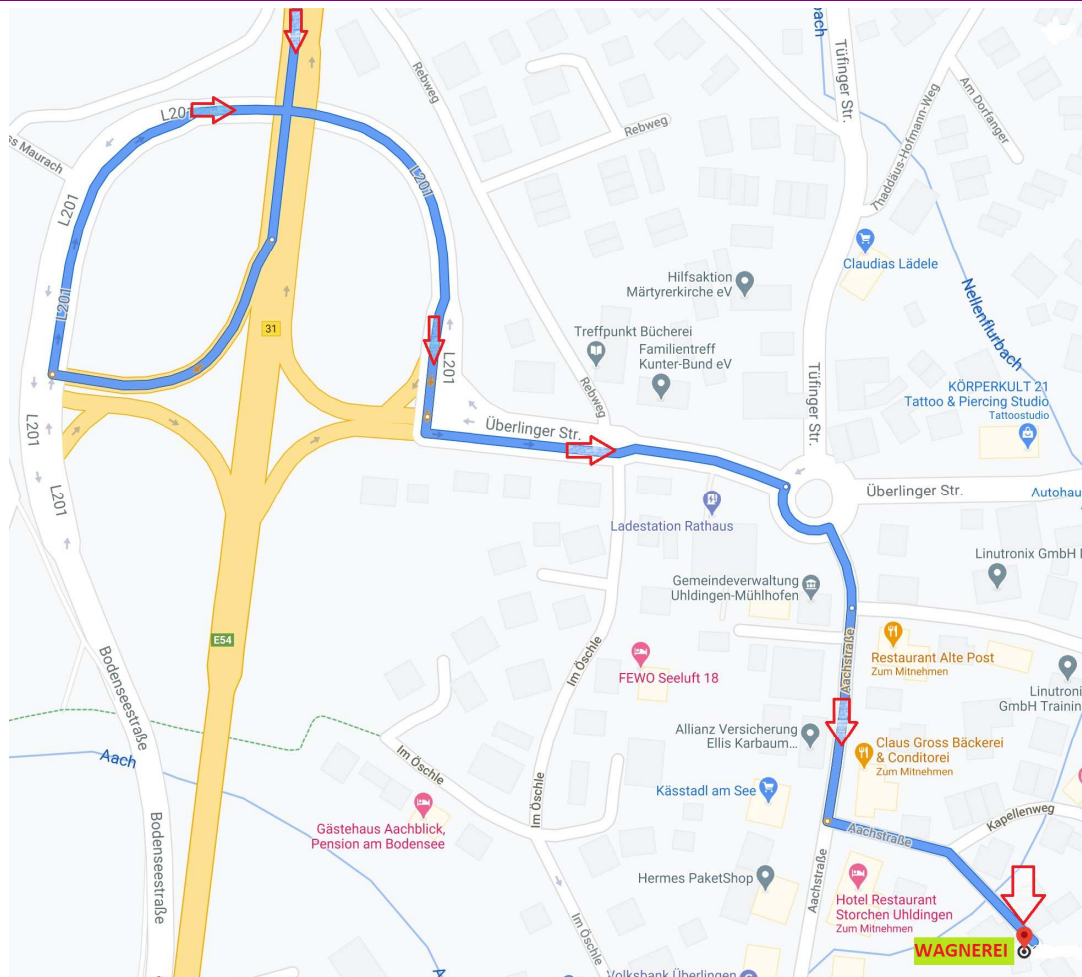 bach
Tüfinger Str.
Rebweg
Am Dorfanger
L201
Rebweg
Thaddäus-Hofmann-Weg
ss Maurach
L201
L201
Claudias Lädele
Hilfsaktion
Märtyrerkirche eV
Nellenflurbach
L201
31
Treffpunkt Bücherei
Familientreff
Kunter-Bund eV
L201
Rebweg
Tüfinger Str.
KÖRPERKULT 21
Tattoo & Piercing Studio
Tattoostudio
L201
Überlinger Str.
L201
Überlinger Str.
Autohau
Ladestation Rathaus
Linutronix GmbH
Gemeindeverwaltung
Uhldingen-Mühlhofen
E54
Im Öschle
Aachstraße
Restaurant Alte Post
Zum Mitnehmen
FEWO Seeluft 18
Linutroni
GmbH Training
Bodenseestraße
Allianz Versicherung
Ellis Karbaum...
Claus Gross Bäckerei
& Conditorei
Zum Mitnehmen
Aach
Im Öschle
Im Öschle
Kässtadl am See
Kapellenweg
Gästehaus Aachblick,
Pension am Bodensee
Aachstraße
Bodenseestraße
Hermes PaketShop
Aachstraße
Hotel Restaurant
Storchen Uhldingen
Zum Mitnehmen
Im Öschle
WAGNEREI
Volksbank Überlingen